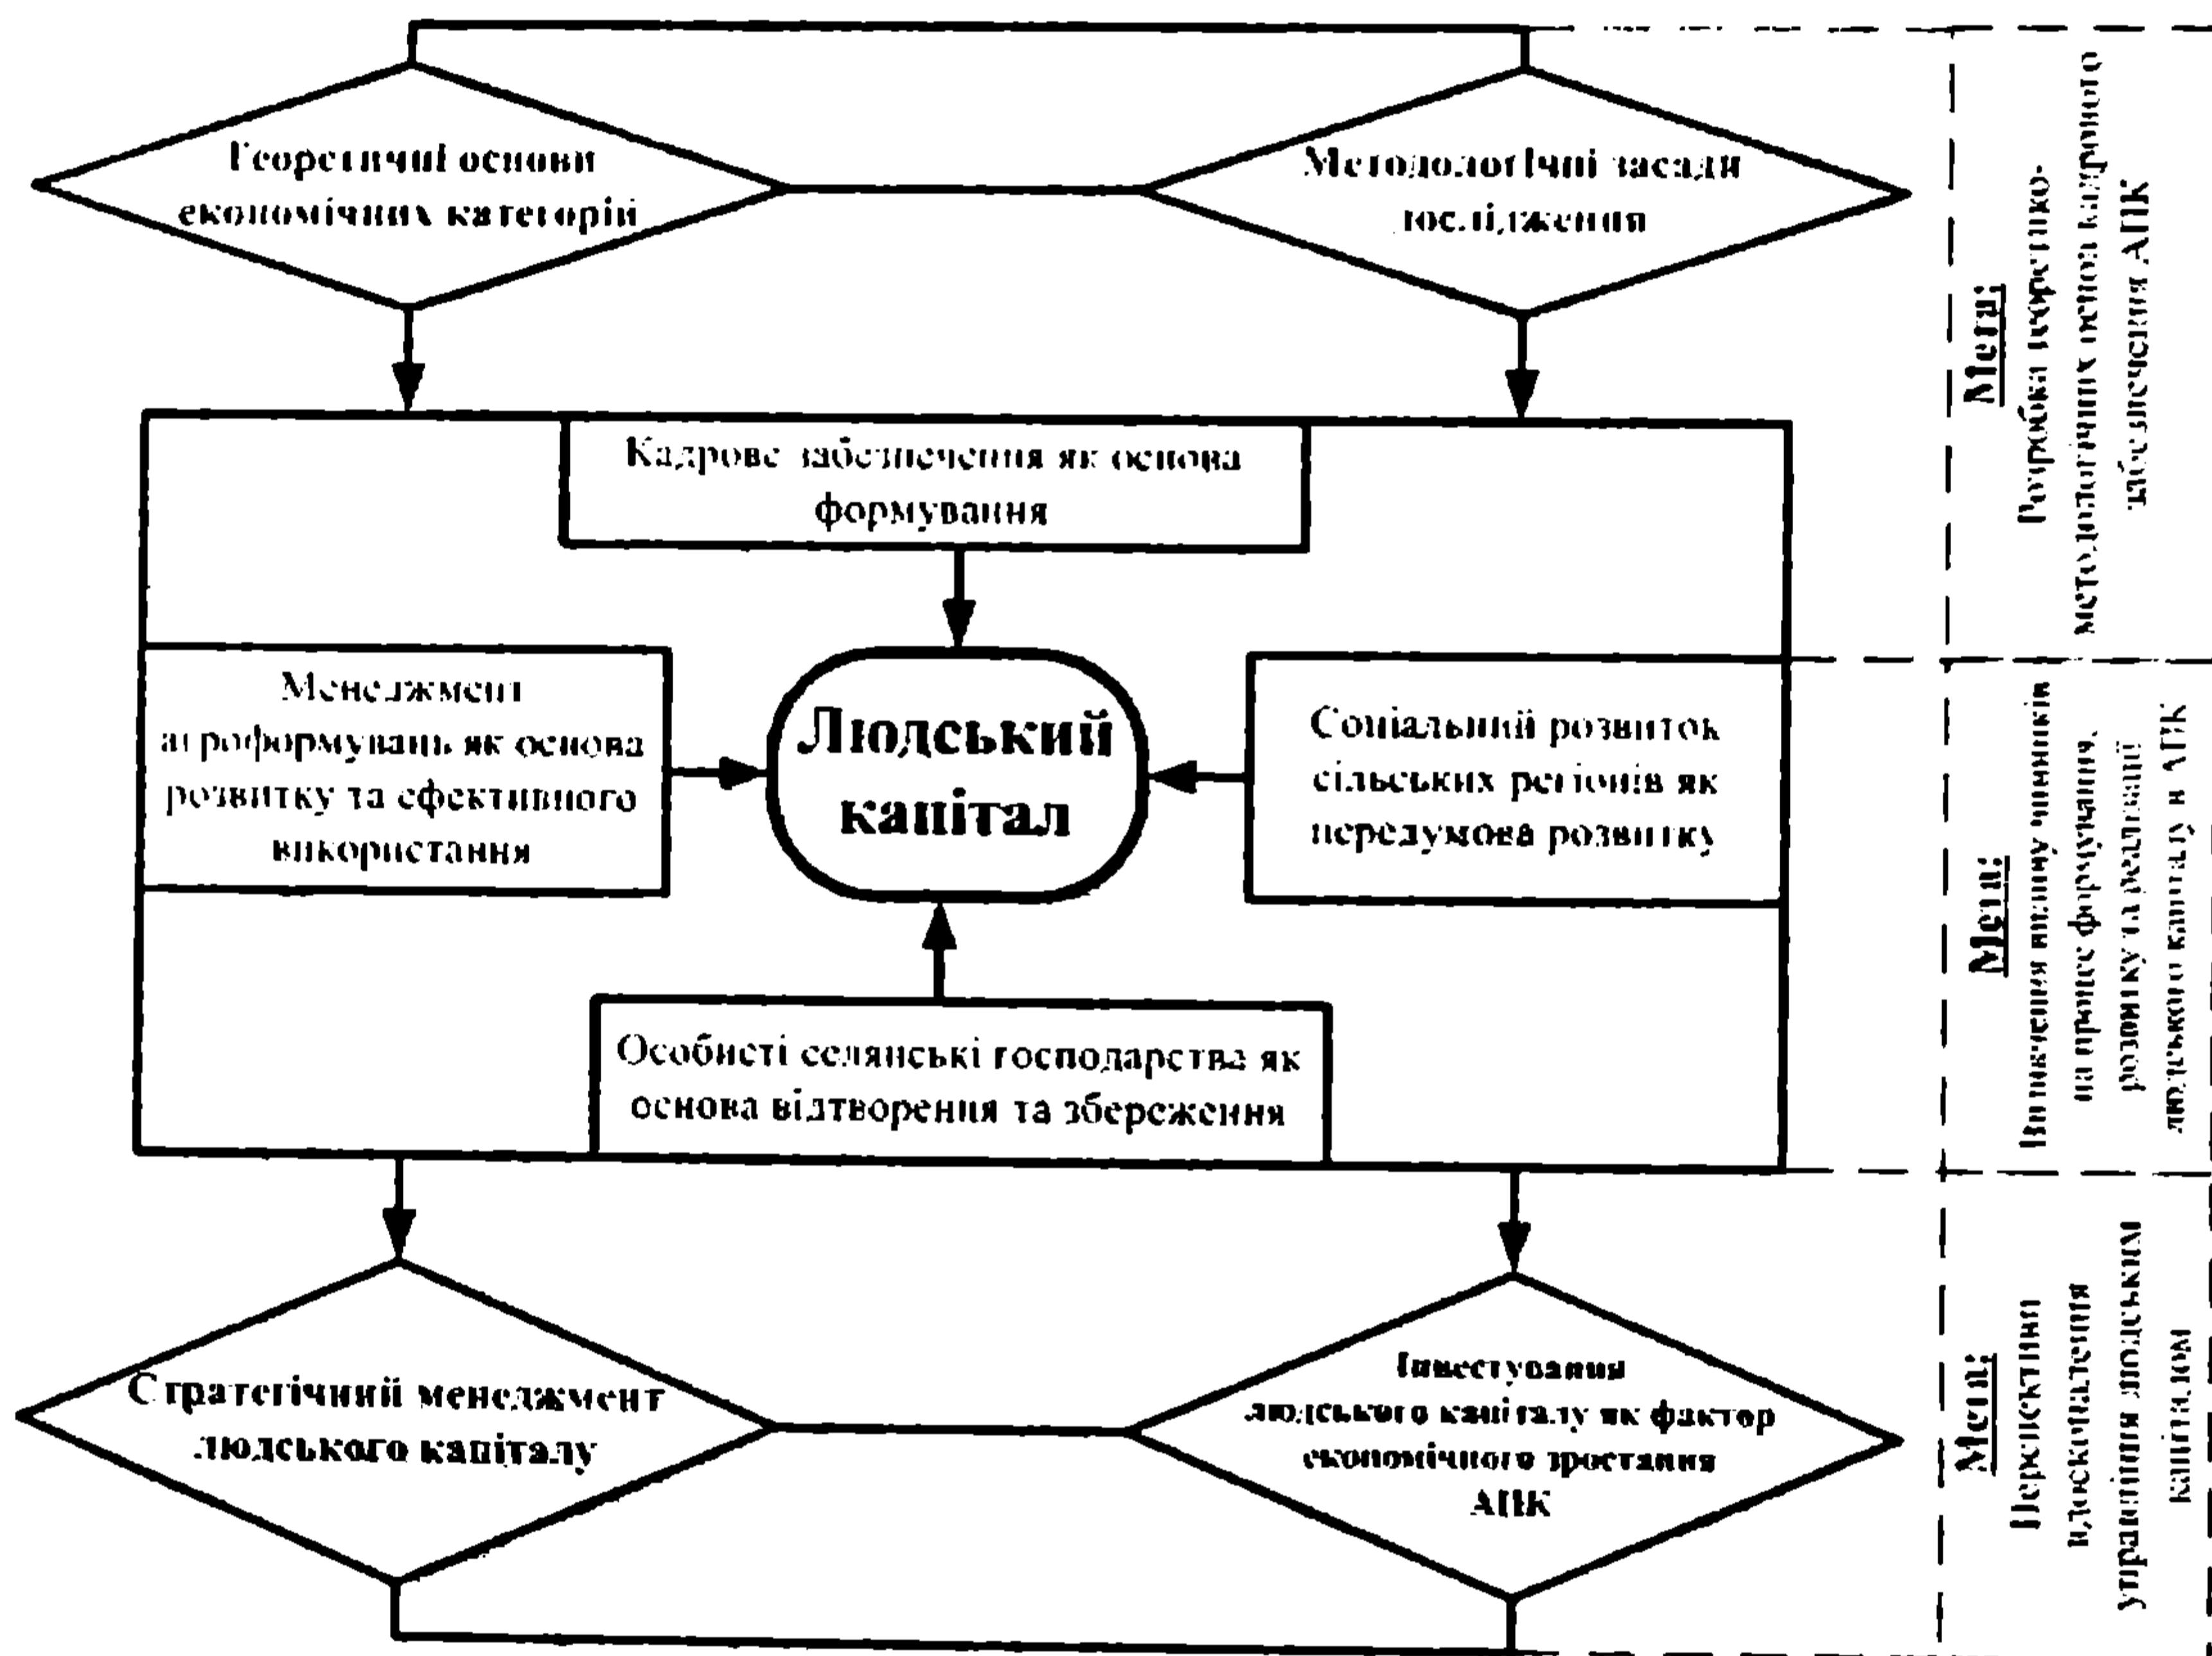 Теоретичні основи
економічних категорій
Методологічні засади
дослідження
Кадрове забезпечення як основа
формування
Менеджмент
агроформувань як основа
розвитку та ефективного
використання
Людський
капітал
Соціальний розвиток
сільських регіонів як
передумова розвитку
Особисті селянські господарства як
основа відтворення та збереження
Стратегічний менеджмент
людського капіталу
Інвестування
людського капіталу як фактор
економічного зростання
АПК
Мета:
Розробка теоретико-
методологічних основ кадрового
забезпечення АПК
Мета:
Вивчення впливу чинників
на процес формування,
розвитку та реалізації
людського капіталу в АПК
Мета:
Перспективи
вдосконалення
управління людським
капіталом